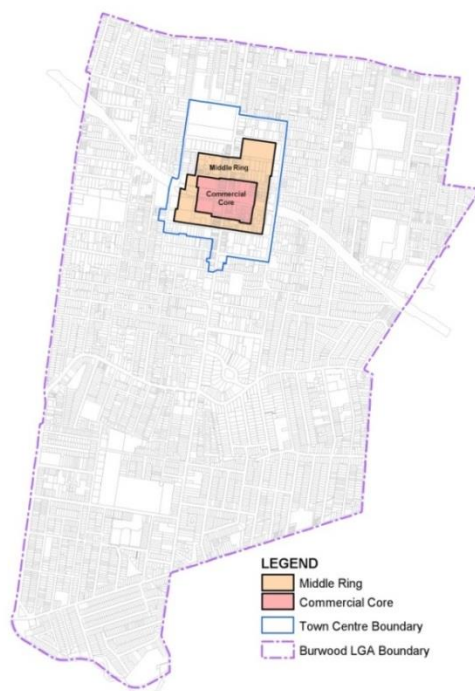 Middle Ring
Commercial
Core
LEGEND
Middle Ring
Commercial Core
Town Centre Boundary
Burwood LGA Boundary